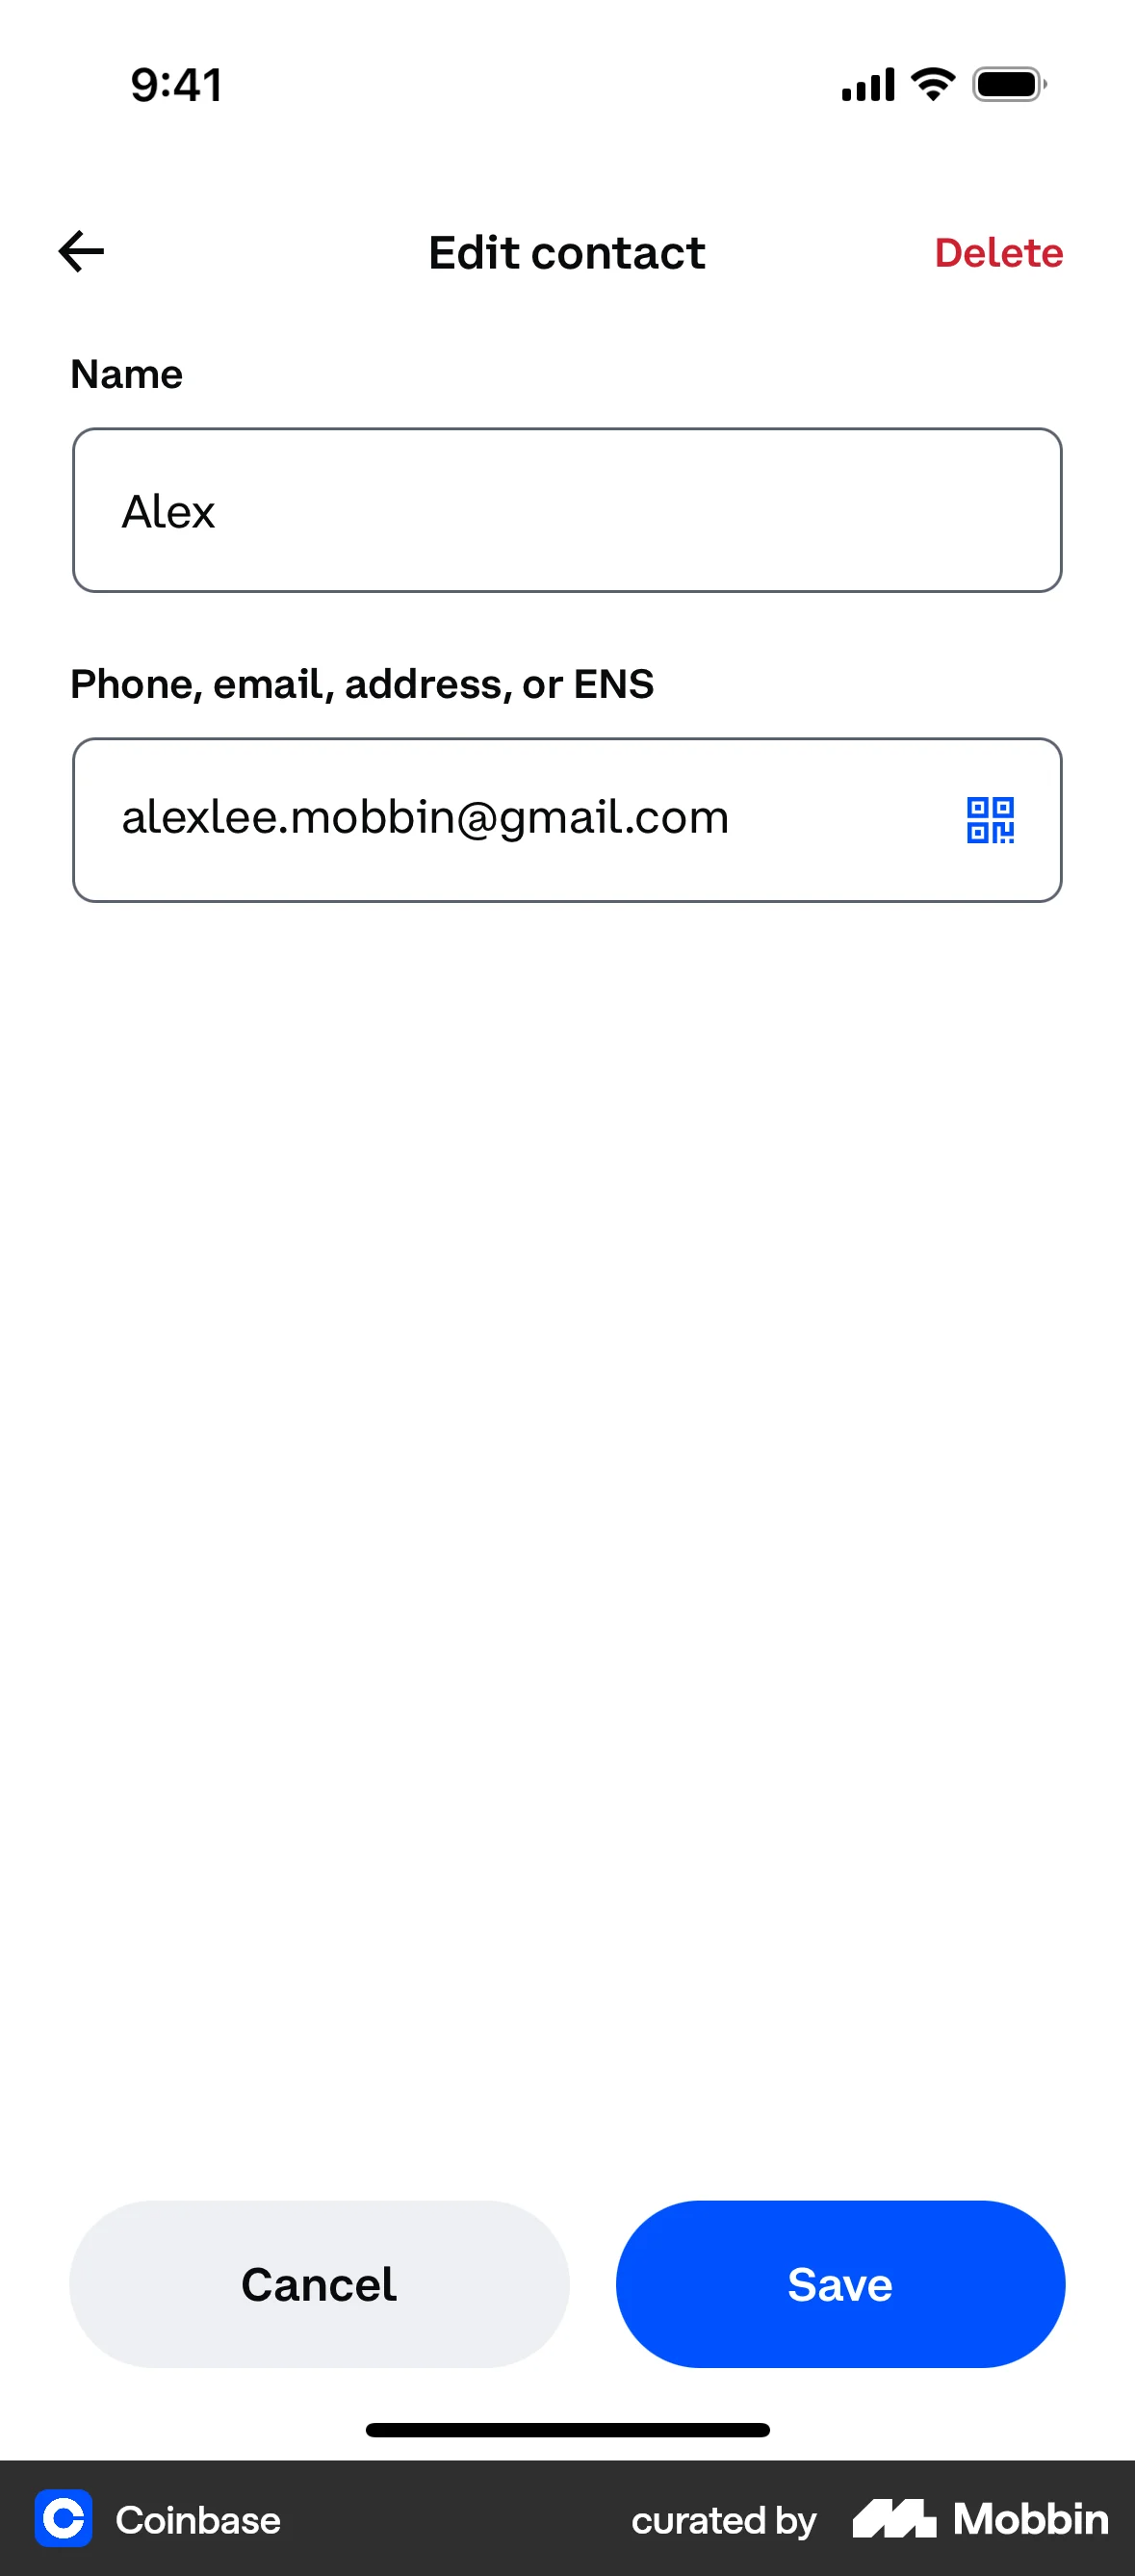 9:41
Edit contact
Delete
Name
Alex
Phone, email, address, or ENS
alexlee.mobbin@gmail.com
Cancel
Save
Coinbase
curated by Mobbin